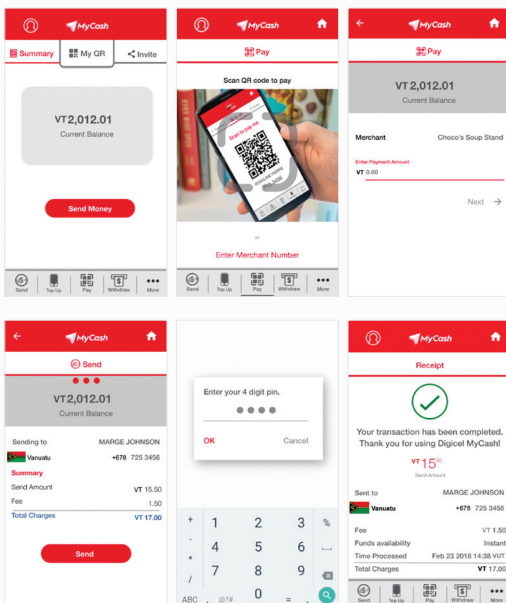 MyCash
Summary My QR Invite
VT2,012.01
Current Balance
Send Money
Send Top Up Pay Withdraw More
MyCash
Pay
Scan QR code to pay
Scan to pay me
or
Enter Merchant Number
Send Top Up Pay Withdraw More
MyCash
Pay
VT2,012.01
Current Balance
Merchant Choco's Soup Stand
Enter Payment Amount
VT 0.00
Next →
MyCash
Send
VT2,012.01
Current Balance
Sending to MARGE JOHNSON
Vanuatu +678 725 3456
Summary
Send Amount VT 15.50
Fee 1.50
Total Charges VT 17.00
Send
Enter your 4 digit pin.
OK Cancel
+ 1 2 3 %
- 4 5 6
* 7 8 9
/
ABC , @?# 0 = .
MyCash
Receipt
Your transaction has been completed.
Thank you for using Digicel MyCash!
VT 15⁵⁰
Send Amount
Sent to MARGE JOHNSON
Vanuatu +678 725 3456
Fee VT 1.50
Funds availability Instant
Time Processed Feb 23 2018 14:38 VUT
Total Charges VT 17.00
Send Top Up Pay Withdraw More